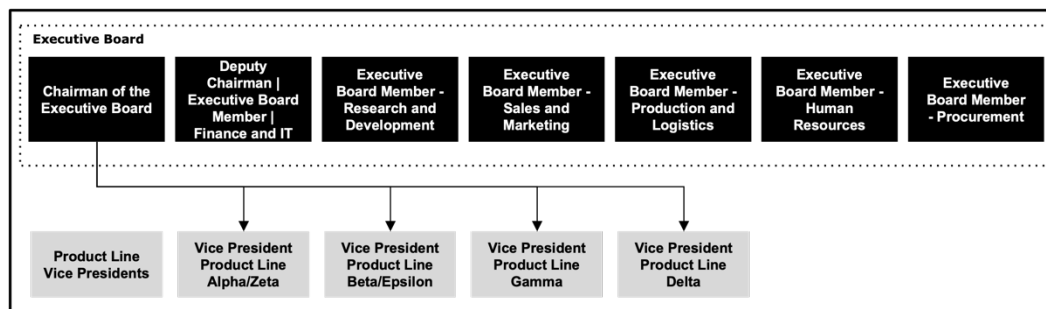 Executive Board
Chairman of the
Executive Board
Deputy
Chairman |
Executive Board
Member |
Finance and IT
Executive
Board Member -
Research and
Development
Executive
Board Member -
Sales and
Marketing
Executive
Board Member -
Production and
Logistics
Executive
Board Member -
Human
Resources
Executive
Board Member
- Procurement
Product Line
Vice Presidents
Vice President
Product Line
Alpha/Zeta
Vice President
Product Line
Beta/Epsilon
Vice President
Product Line
Gamma
Vice President
Product Line
Delta